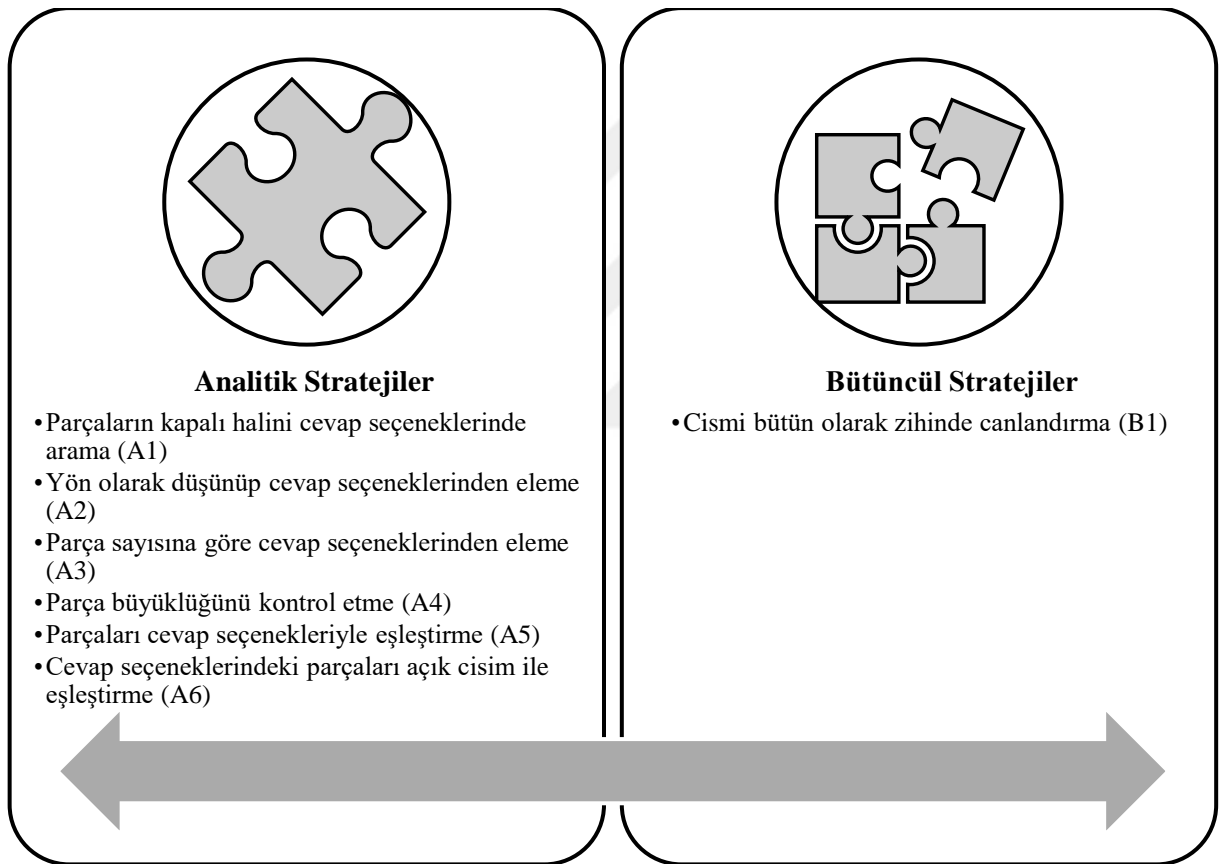 Analitik Stratejiler
•Parçaların kapalı halini cevap seçeneklerinde
arama (A1)
•Yön olarak düşünüp cevap seçeneklerinden eleme
(A2)
•Parça sayısına göre cevap seçeneklerinden eleme
(A3)
•Parça büyüklüğünü kontrol etme (A4)
•Parçaları cevap seçenekleriyle eşleştirme (A5)
•Cevap seçeneklerindeki parçaları açık cisim ile
eşleştirme (A6)
Bütüncül Stratejiler
•Cismi bütün olarak zihinde canlandırma (B1)